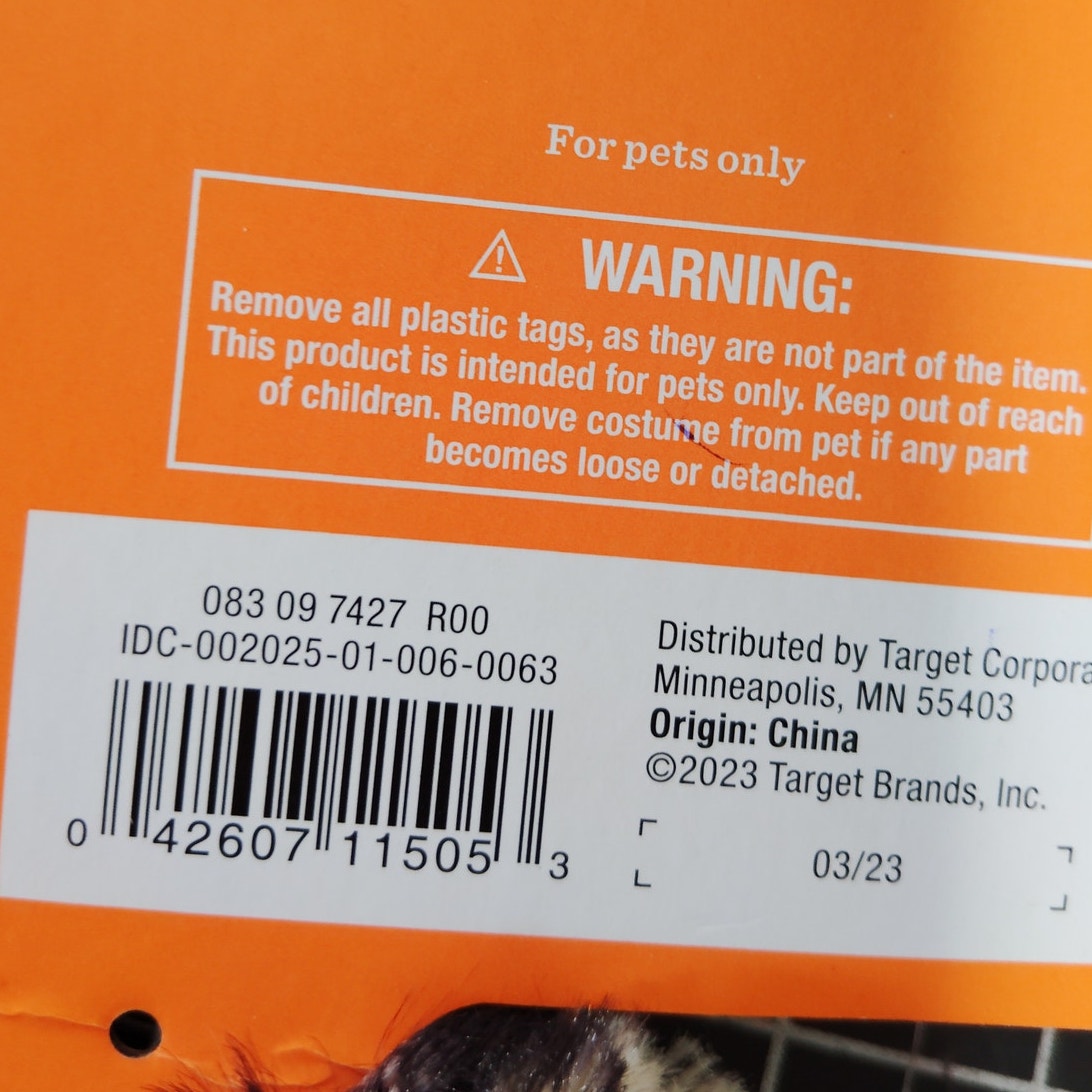 For pets only
⚠ WARNING:
Remove all plastic tags, as they are not part of the item.
This product is intended for pets only. Keep out of reach
of children. Remove costume from pet if any part
becomes loose or detached.
083 09 7427 R00
IDC-002025-01-006-0063
0 42607 11505 3
Distributed by Target Corpora
Minneapolis, MN 55403
Origin: China
©2023 Target Brands, Inc.
03/23